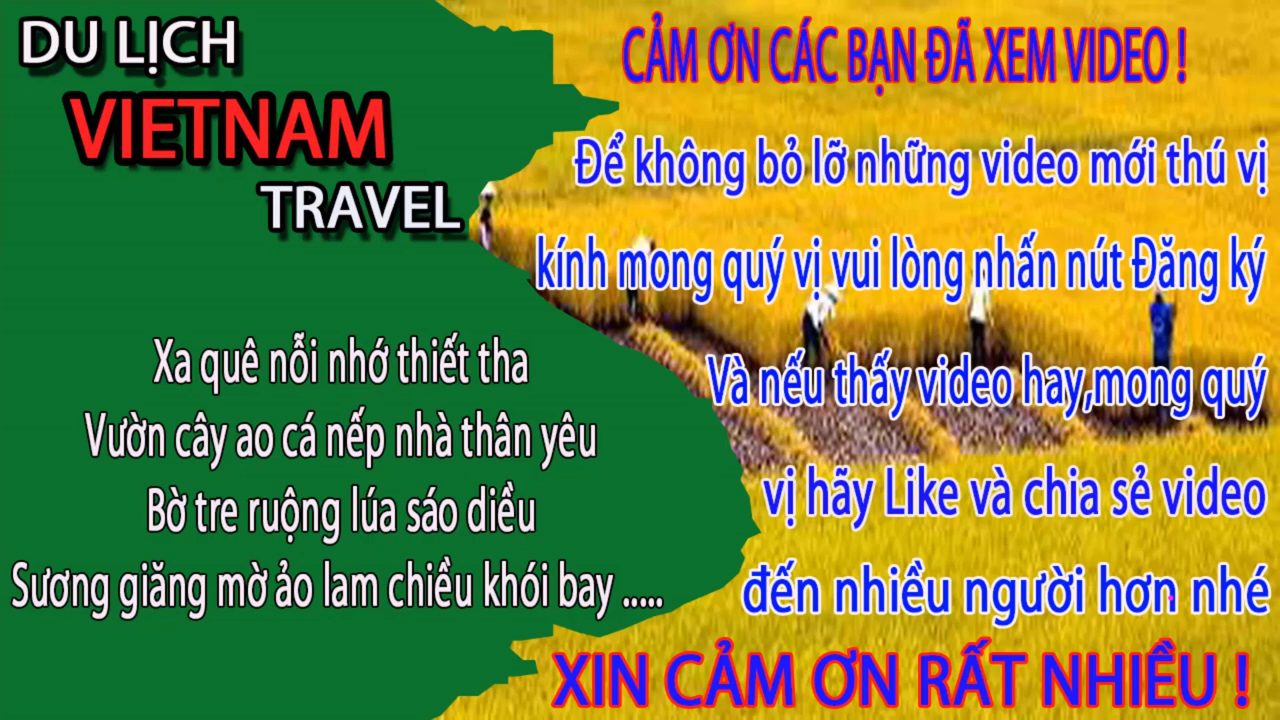 DU LỊCH
VIETNAM
TRAVEL
Xa quê nỗi nhớ thiết tha
Vườn cây ao cá nếp nhà thân yêu
Bờ tre ruộng lúa sáo diều
Sương giăng mờ ảo lam chiều khói bay .....
CẢM ƠN CÁC BẠN ĐÃ XEM VIDEO !
Để không bỏ lỡ những video mới thú vị
kính mong quý vị vui lòng nhấn nút Đăng ký
Và nếu thấy video hay,mong quý
vị hãy Like và chia sẻ video
đến nhiều người hơn nhé
XIN CẢM ƠN RẤT NHIỀU !